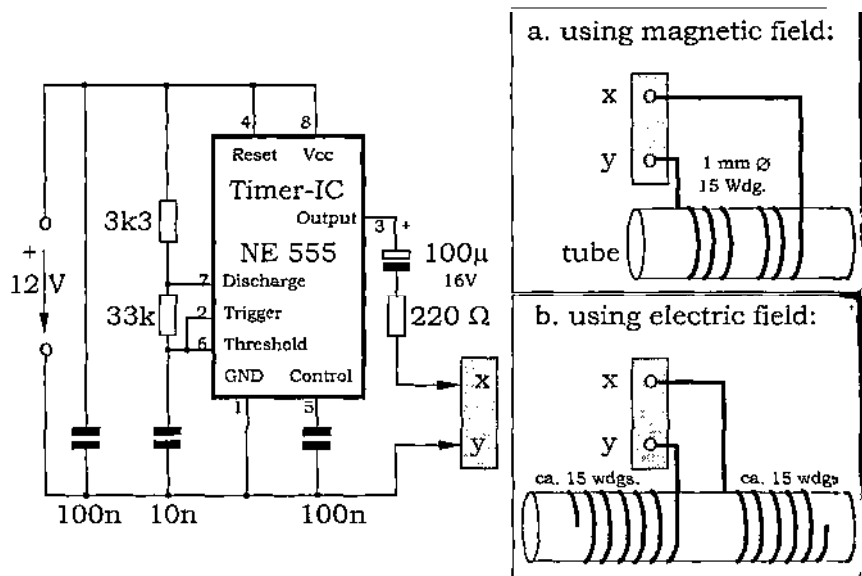 4 8
Reset Vcc
Timer-IC
Output
3 +
NE 555
3k3
100µ
16V
+
12 V
7 Discharge
33k
2 Trigger
220 Ω
6 Threshold
GND Control
1 5
x
y
100n 10n 100n
a. using magnetic field:
x
y
1 mm Ø
15 Wdg.
tube
b. using electric field:
x
y
ca. 15 wdgs. ca. 15 wdgs